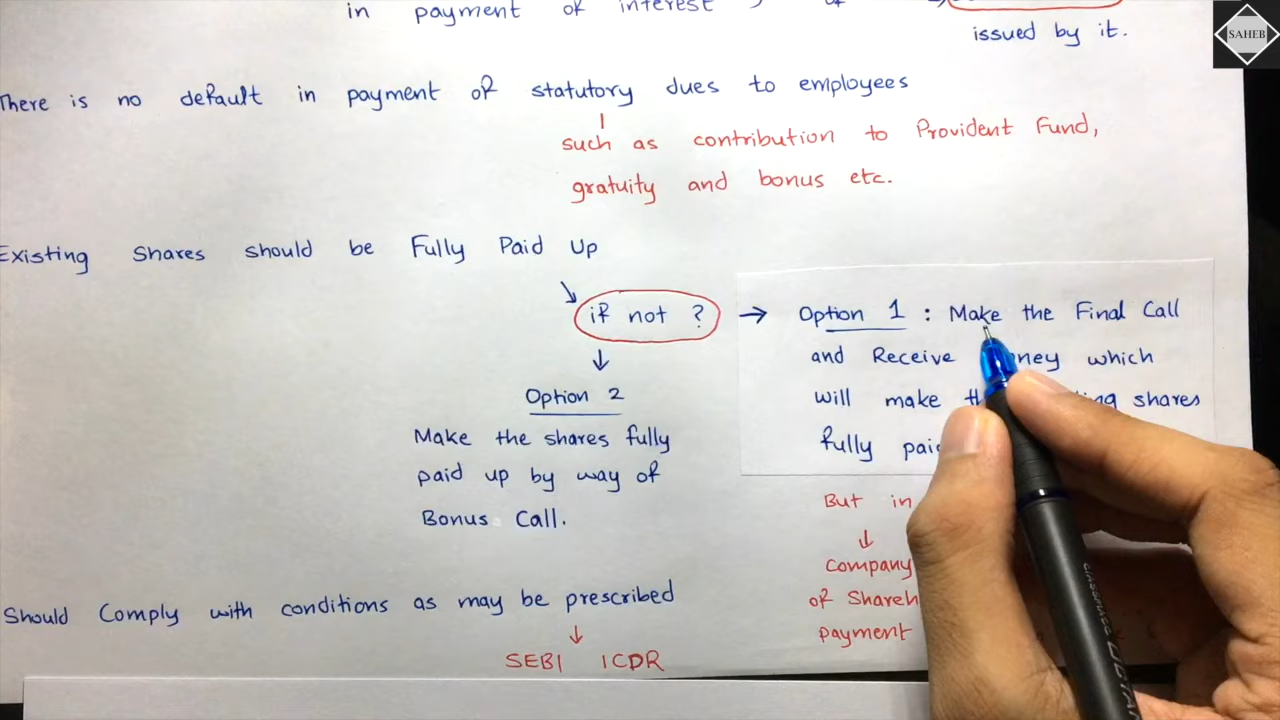 in payment of interest
issued by it.
SAHEB
There is no default in payment of statutory dues to employees
such as contribution to Provident Fund,
gratuity and bonus etc.
Existing Shares should be Fully Paid Up
if not ? → Option 1 : Make the Final Call
and Receive which
will make shares
fully
Option 2
Make the shares fully
paid up by way of
Bonus Call.
But in
Company
of
payment
Should Comply with conditions as may be prescribed
SEBI ICDR